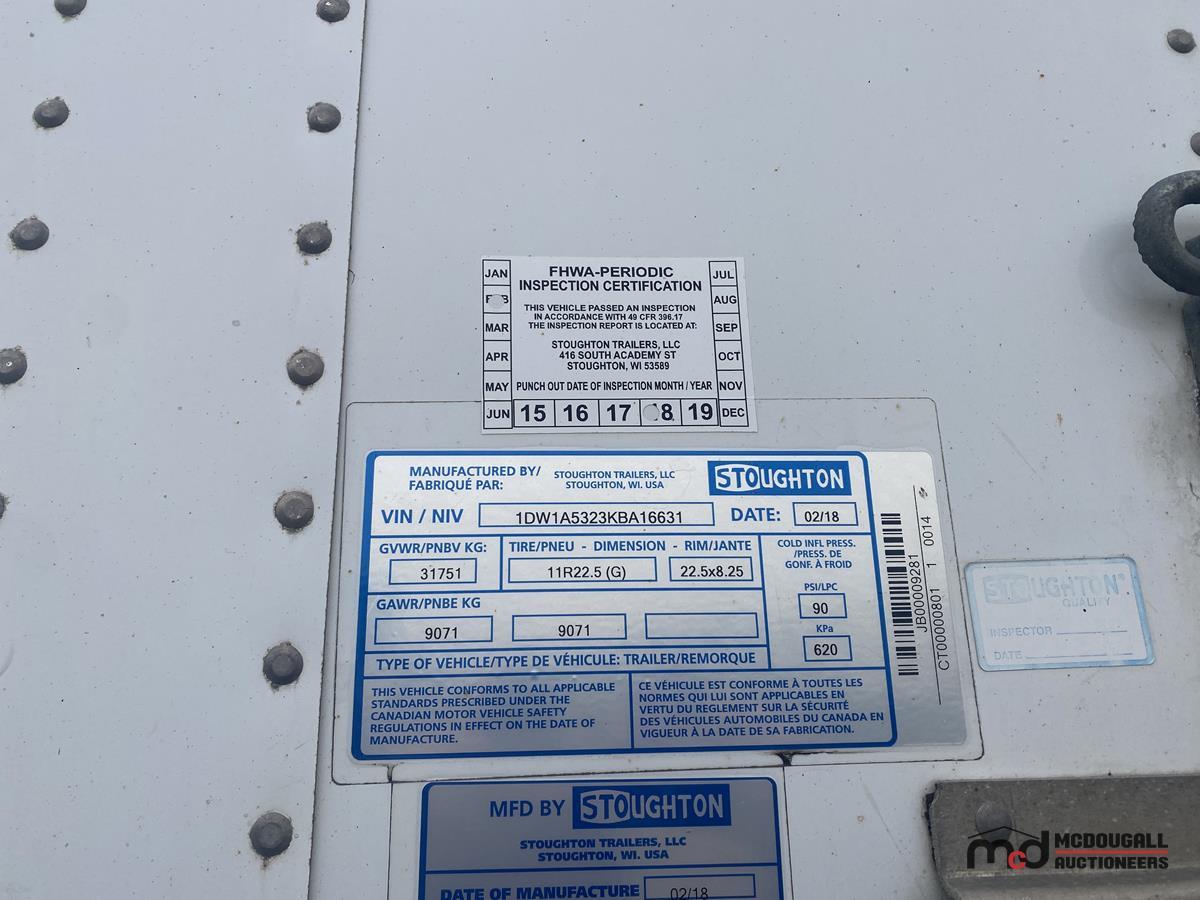 JAN FHWA-PERIODIC JUL
INSPECTION CERTIFICATION
AUG
THIS VEHICLE PASSED AN INSPECTION
IN ACCORDANCE WITH 49 CFR 396.17
MAR THE INSPECTION REPORT IS LOCATED AT: SEP
STOUGHTON TRAILERS, LLC
APR 416 SOUTH ACADEMY ST OCT
STOUGHTON, WI 53589
MAY PUNCH OUT DATE OF INSPECTION MONTH / YEAR NOV
JUN 15 16 17 8 19 DEC
MANUFACTURED BY/
FABRIQUÉ PAR:
STOUGHTON TRAILERS, LLC
STOUGHTON, WI. USA
STOUGHTON
VIN / NIV 1DW1A5323KBA16631 DATE: 02/18
GVWR/PNBV KG: TIRE/PNEU - DIMENSION - RIM/JANTE
31751 11R22.5 (G) 22.5x8.25
COLD INFL PRESS.
/PRESS. DE
GONF. À FROID
PSI/LPC
90
KPa
620
GAWR/PNBE KG
9071 9071
TYPE OF VEHICLE/TYPE DE VÉHICULE: TRAILER/REMORQUE
THIS VEHICLE CONFORMS TO ALL APPLICABLE
STANDARDS PRESCRIBED UNDER THE
CANADIAN MOTOR VEHICLE SAFETY
REGULATIONS IN EFFECT ON THE DATE OF
MANUFACTURE.
CE VÉHICULE EST CONFORME À TOUTES LES
NORMES QUI LUI SONT APPLICABLES EN
VERTU DU REGLEMENT SUR LA SÉCURITÉ
DES VÉHICULES AUTOMOBILES DU CANADA EN
VIGUEUR À LA DATE DE SA FABRICATION.
JB00009281
CT00000801 1 0014
STOUGHTON®
QUALITY
INSPECTOR
DATE
MFD BY STOUGHTON
STOUGHTON TRAILERS, LLC
STOUGHTON, WI. USA
DATE OF MANUFACTURE 02/18
mcd MCDOUGALL
AUCTIONEERS